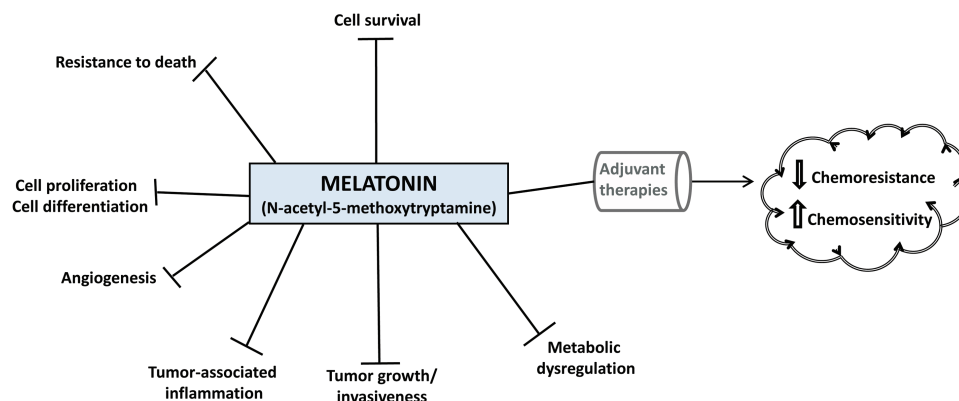 Cell survival
Resistance to death
Cell proliferation
Cell differentiation
MELATONIN
(N-acetyl-5-methoxytryptamine)
Adjuvant
therapies
Chemoresistance
Chemosensitivity
Angiogenesis
Tumor-associated
inflammation
Tumor growth/
invasiveness
Metabolic
dysregulation